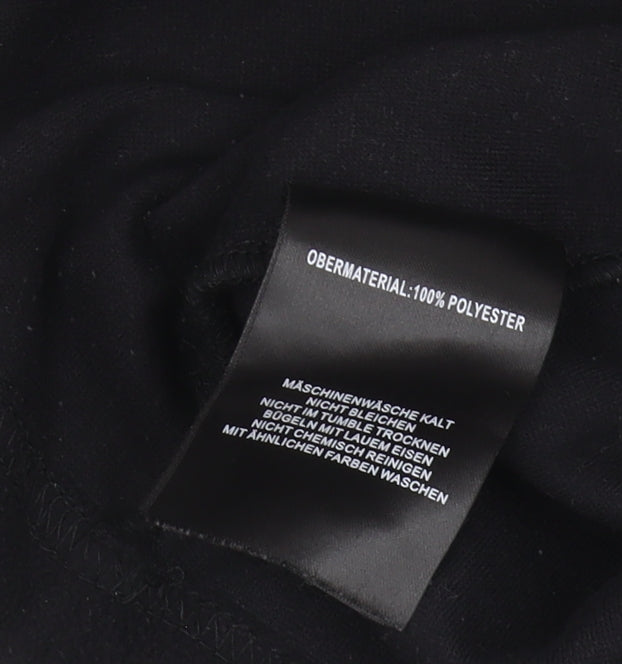 OBERMATERIAL:100% POLYESTER
MÄSCHINENWÄSCHE KALT
NICHT BLEICHEN
NICHT IM TUMBLE TROCKNEN
BÜGELN MIT LAUEM EISEN
NICHT CHEMISCH REINIGEN
MIT ÄHNLICHEN FARBEN WASCHEN